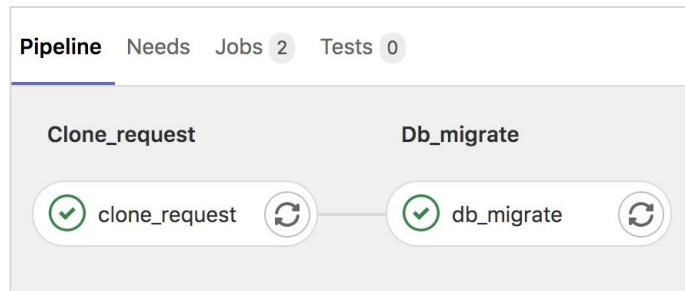 Pipeline Needs Jobs 2 Tests 0
Clone_request Db_migrate
clone_request db_migrate